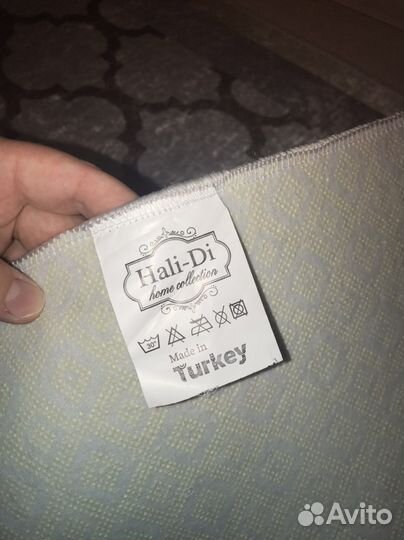 Hali-Di
home collection
30°
Made in
Turkey
Avito